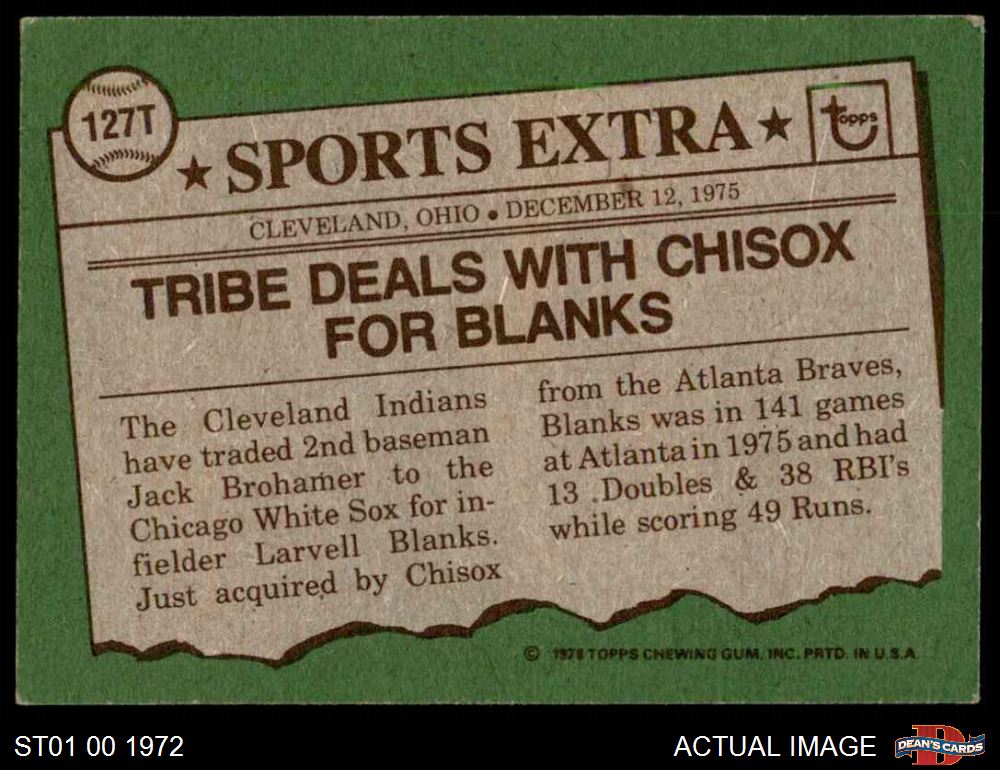 127T
★ SPORTS EXTRA ★
topps
CLEVELAND, OHIO • DECEMBER 12, 1975
TRIBE DEALS WITH CHISOX
FOR BLANKS
The Cleveland Indians
have traded 2nd baseman
Jack Brohamer to the
Chicago White Sox for in-
fielder Larvell Blanks.
Just acquired by Chisox
from the Atlanta Braves,
Blanks was in 141 games
at Atlanta in 1975 and had
13 Doubles & 38 RBI's
while scoring 49 Runs.
© 1976 TOPPS CHEWING GUM, INC. PRTD. IN U.S.A.
ST01 00 1972
ACTUAL IMAGE
D
DEAN'S CARDS